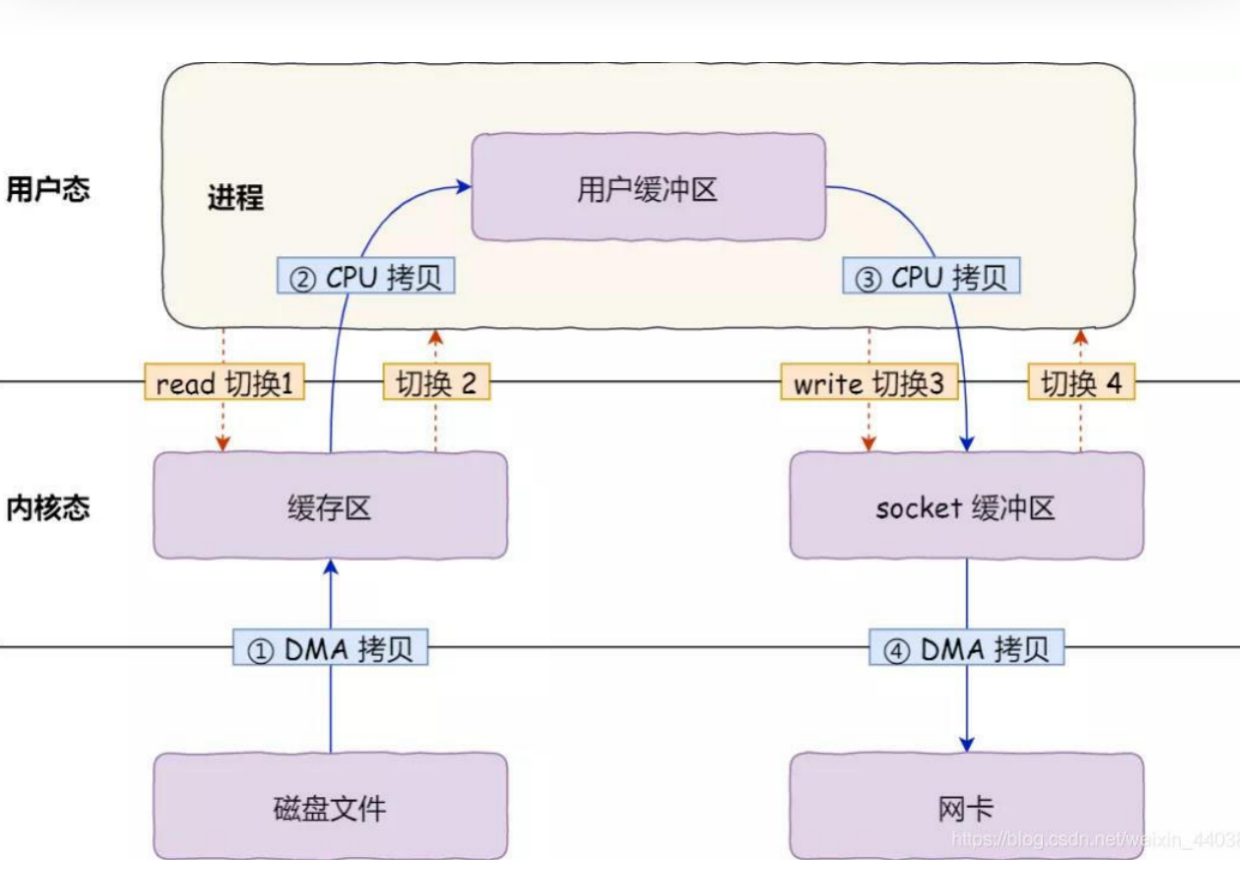 用户态
进程
用户缓冲区
② CPU 拷贝
③ CPU 拷贝
read 切换1
切换 2
write 切换3
切换 4
内核态
缓存区
socket 缓冲区
① DMA 拷贝
④ DMA 拷贝
磁盘文件
网卡
https://blog.csdn.net/weixin_44038